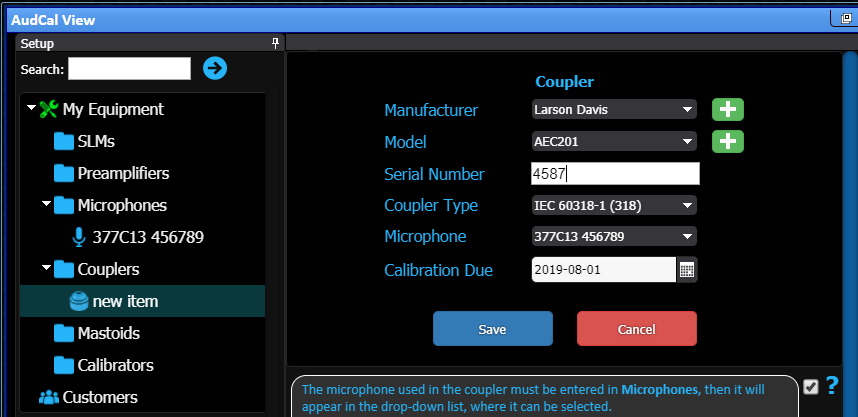 AudCal View
Setup
Search:
My Equipment
SLMs
Preamplifiers
Microphones
377C13 456789
Couplers
new item
Mastoids
Calibrators
Customers
Coupler
Manufacturer Larson Davis
Model AEC201
Serial Number 4587
Coupler Type IEC 60318-1 (318)
Microphone 377C13 456789
Calibration Due 2019-08-01
Save Cancel
The microphone used in the coupler must be entered in Microphones, then it will
appear in the drop-down list, where it can be selected.
?